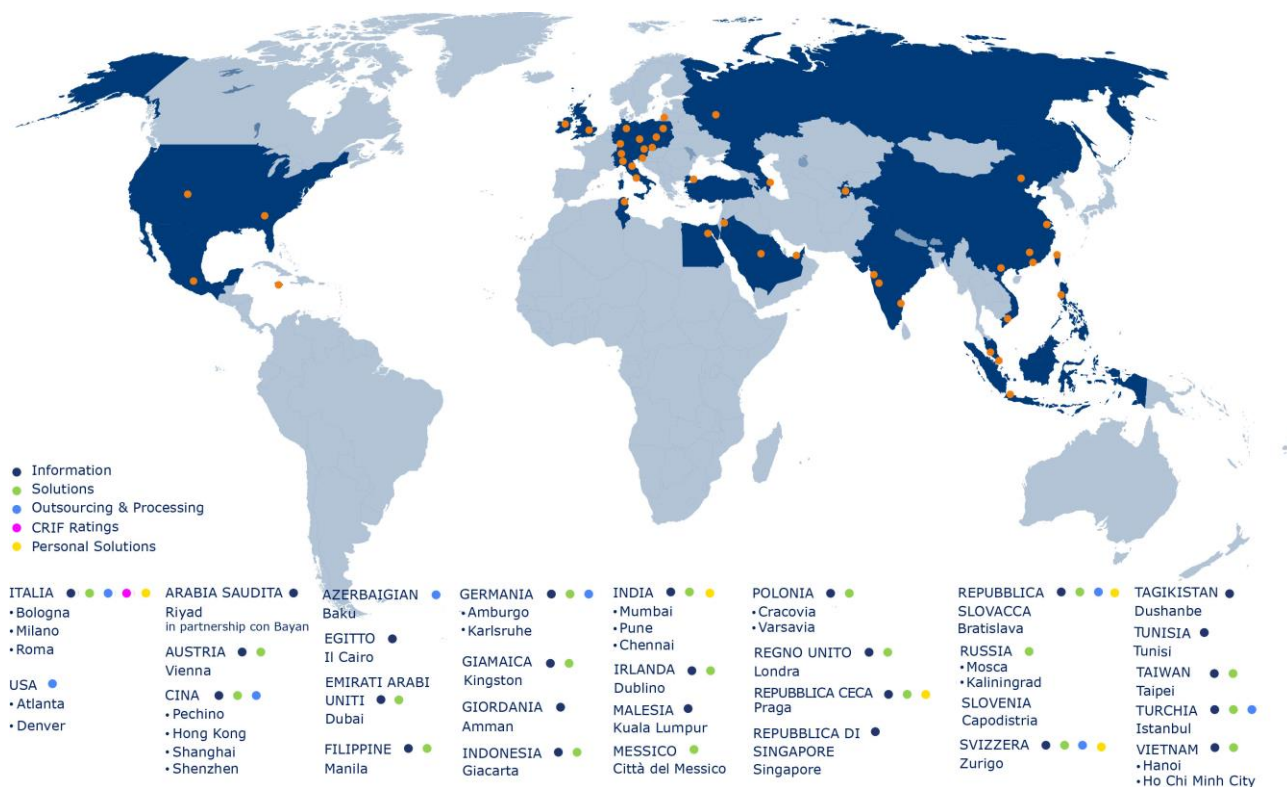 Information
Solutions
Outsourcing & Processing
CRIF Ratings
Personal Solutions
ITALIA
• Bologna
• Milano
• Roma
USA
• Atlanta
• Denver
ARABIA SAUDITA
Riyad
in partnership con Bayan
AUSTRIA
Vienna
CINA
• Pechino
• Hong Kong
• Shanghai
• Shenzhen
AZERBAIGIAN
Baku
EGITTO
Il Cairo
EMIRATI ARABI
UNITI
Dubai
FILIPPINE
Manila
GERMANIA
• Amburgo
• Karlsruhe
GIAMAICA
Kingston
GIORDANIA
Amman
INDONESIA
Giacarta
INDIA
• Mumbai
• Pune
• Chennai
IRLANDA
Dublino
MALESIA
Kuala Lumpur
MESSICO
Città del Messico
POLONIA
• Cracovia
• Varsavia
REGNO UNITO
Londra
REPUBBLICA CECA
Praga
REPUBBLICA DI
SINGAPORE
Singapore
REPUBBLICA
SLOVACCA
Bratislava
RUSSIA
• Mosca
• Kaliningrad
SLOVENIA
Capodistria
SVIZZERA
Zurigo
TAGIKISTAN
Dushanbe
TUNISIA
Tunisi
TAIWAN
Taipei
TURCHIA
Istanbul
VIETNAM
• Hanoi
• Ho Chi Minh City